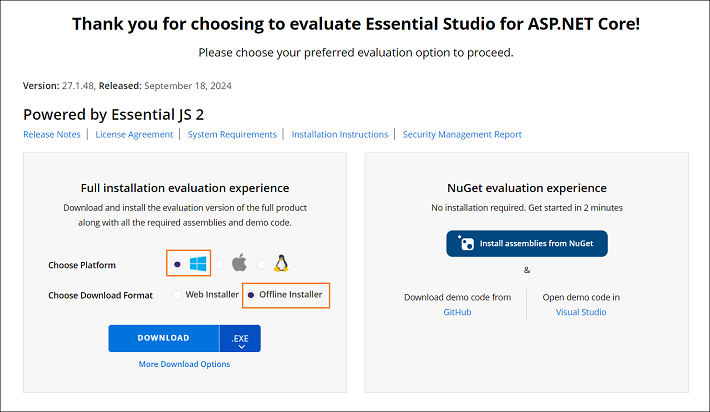 Thank you for choosing to evaluate Essential Studio for ASP.NET Core!
Please choose your preferred evaluation option to proceed.
Version: 27.1.48, Released: September 18, 2024
Powered by Essential JS 2
Release Notes | License Agreement | System Requirements | Installation Instructions | Security Management Report
Full installation evaluation experience
Download and install the evaluation version of the full product
along with all the required assemblies and demo code.
Choose Platform
Choose Download Format Web Installer Offline Installer
DOWNLOAD .EXE
More Download Options
NuGet evaluation experience
No installation required. Get started in 2 minutes
Install assemblies from NuGet
&
Download demo code from
GitHub
Open demo code in
Visual Studio